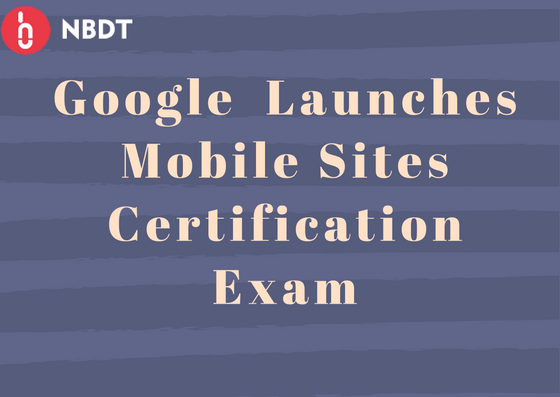 NBDT
Google Launches
Mobile Sites
Certification
Exam